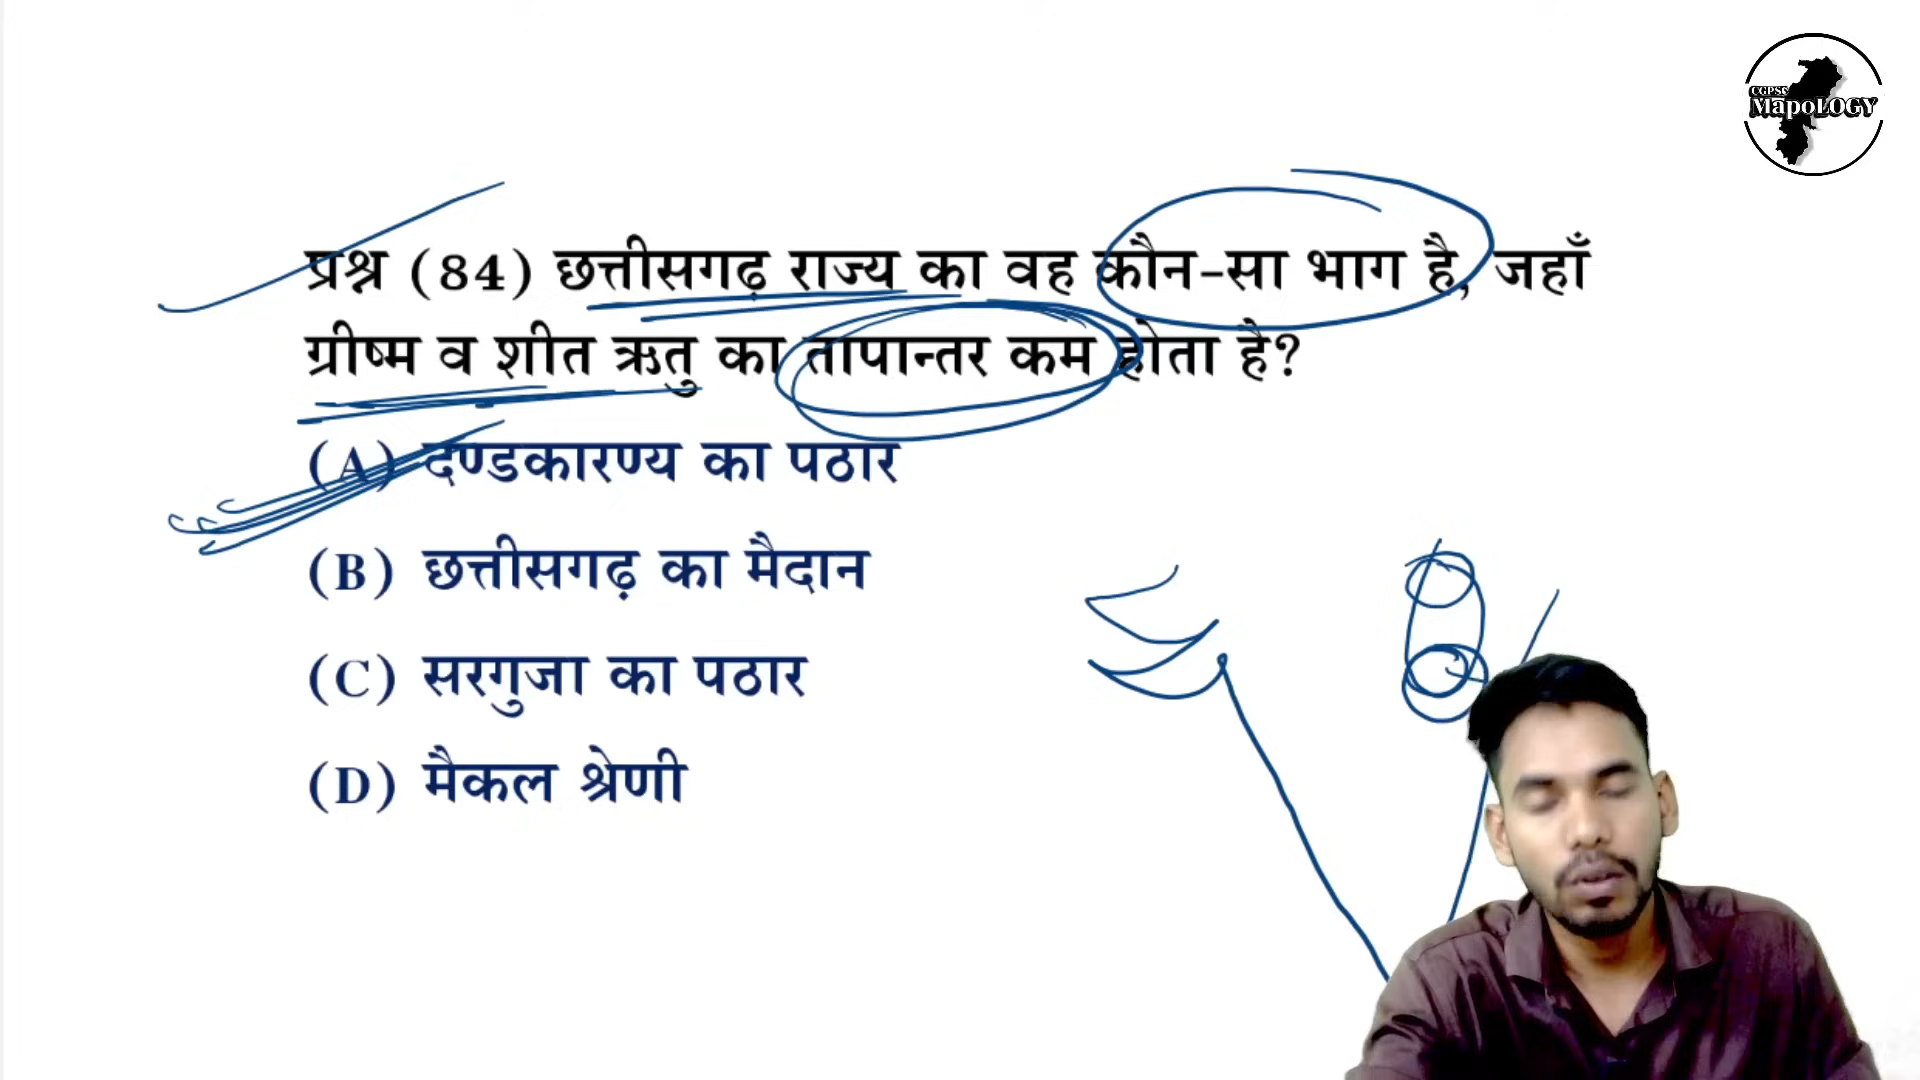 CGPSC
MapoLOGY
प्रश्न (84) छत्तीसगढ़ राज्य का वह कौन-सा भाग है, जहाँ
ग्रीष्म व शीत ऋतु का तापान्तर कम होता है?
(A) दण्डकारण्य का पठार
(B) छत्तीसगढ़ का मैदान
(C) सरगुजा का पठार
(D) मैकल श्रेणी